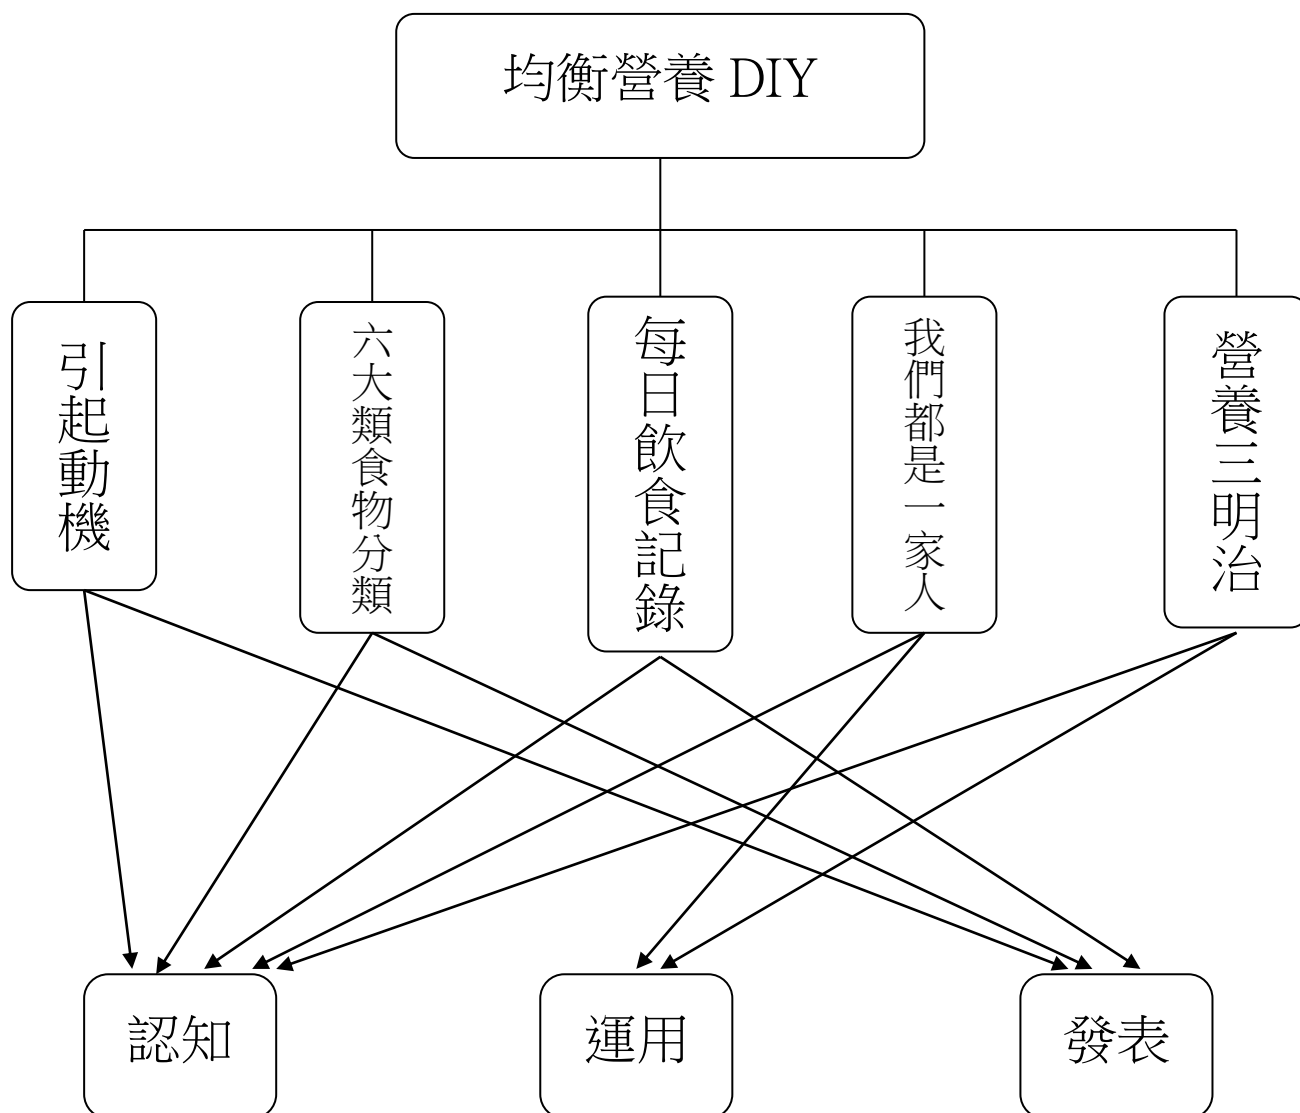 均衡營養 DIY
引起動機
六大類食物分類
每日飲食記錄
我們都是一家人
營養三明治
認知
運用
發表